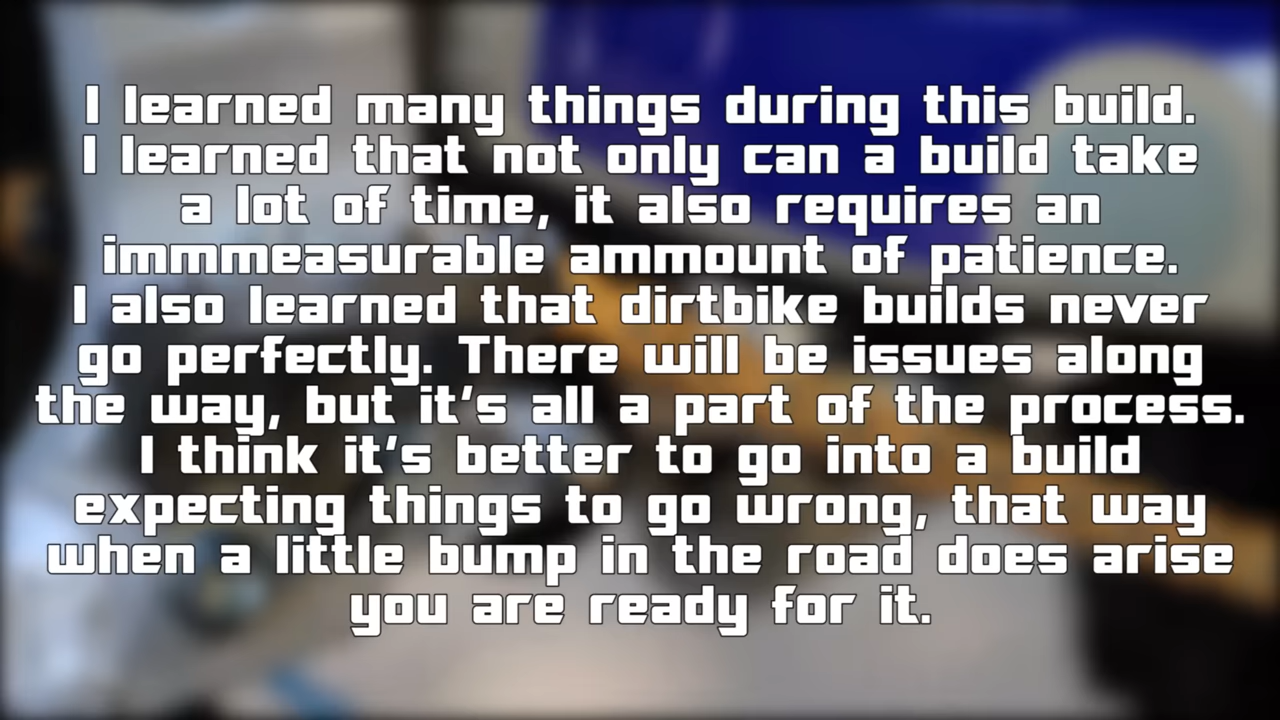 I learned many things during this build.
I learned that not only can a build take
a lot of time, it also requires an
immmeasurable ammount of patience.
I also learned that dirtbike builds never
go perfectly. There will be issues along
the way, but it's all a part of the process.
I think it's better to go into a build
expecting things to go wrong, that way
when a little bump in the road does arise
you are ready for it.